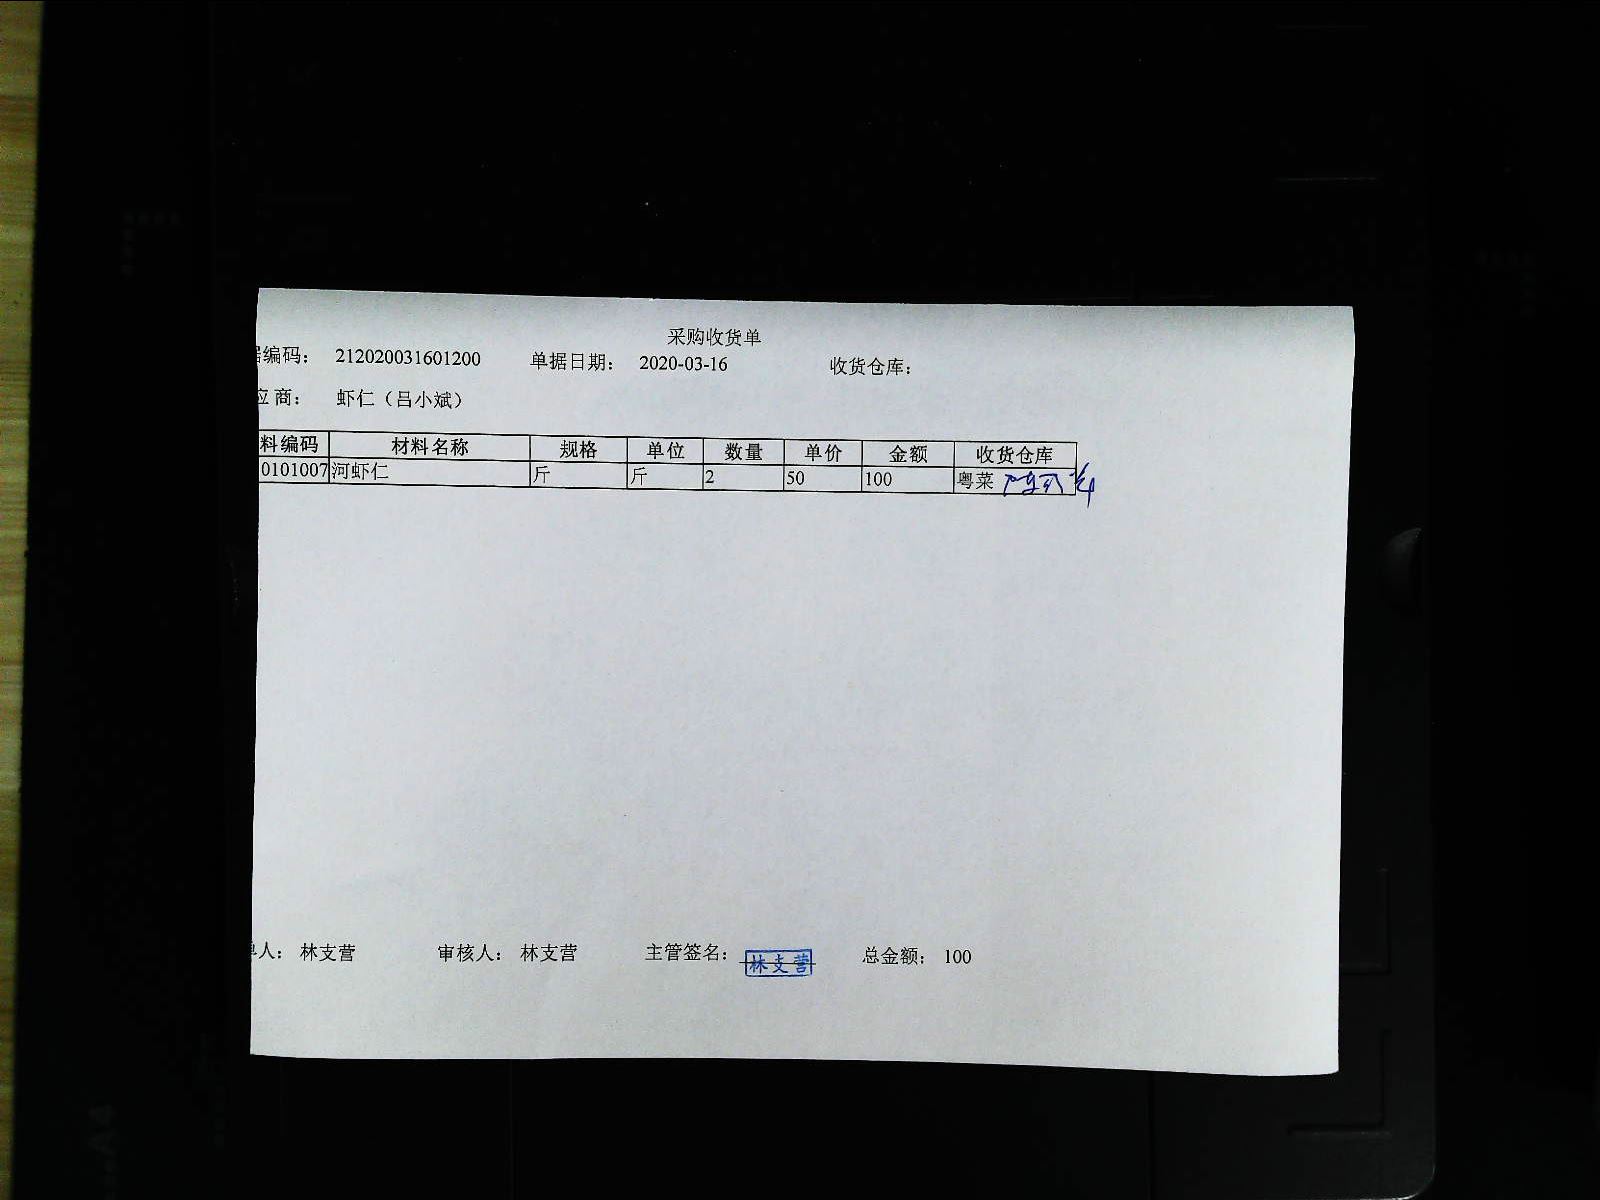 采购收货单
编码： 212020031601200 单据日期： 2020-03-16 收货仓库：
应商： 虾仁（吕小斌）
料编码 材料名称 规格 单位 数量 单价 金额 收货仓库
0101007 河虾仁 斤 斤 2 50 100 粤菜
人： 林支营 审核人： 林支营 主管签名： 林支营 总金额： 100